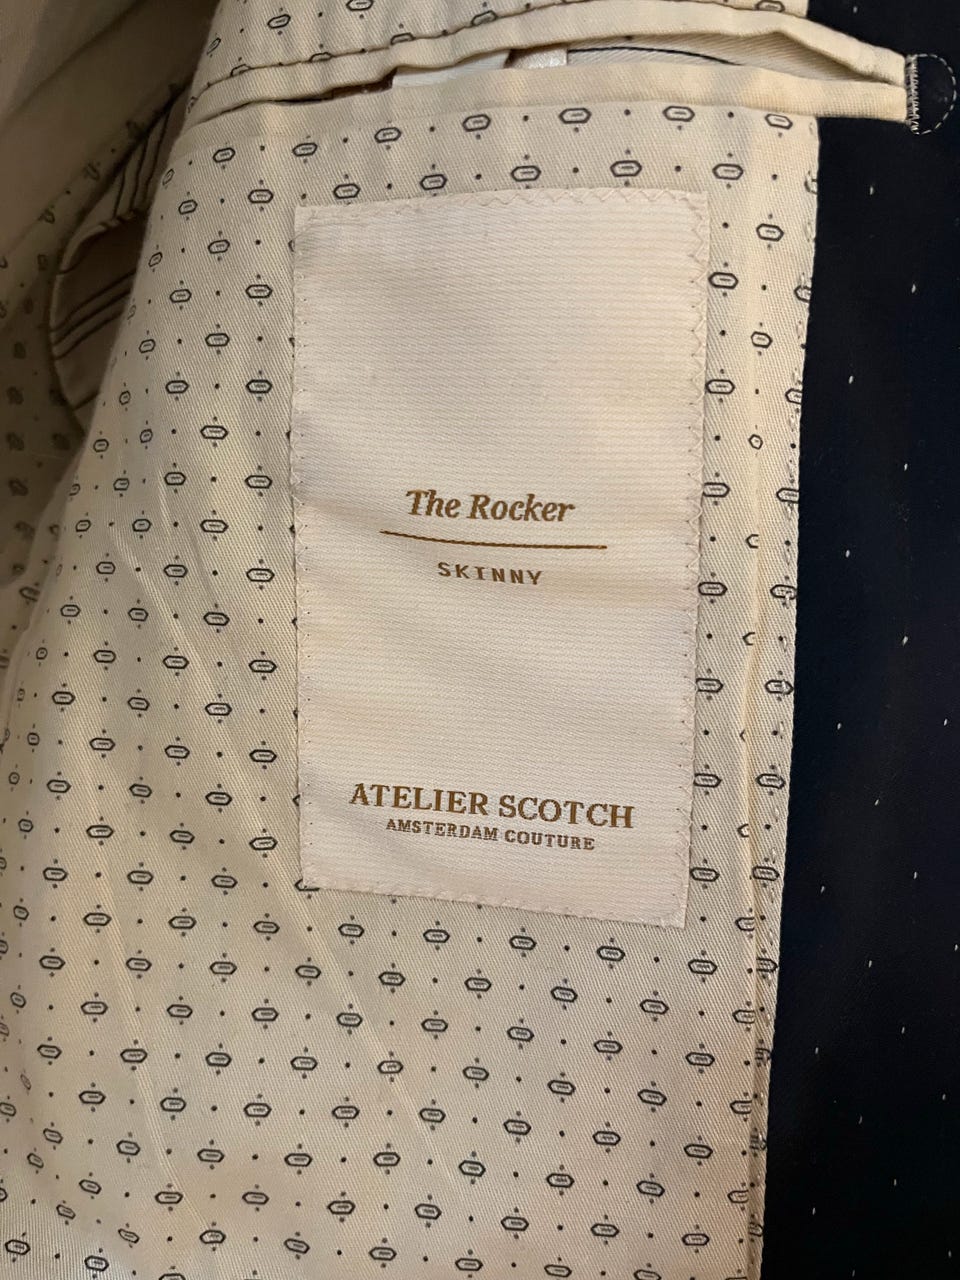 The Rocker
SKINNY
ATELIER SCOTCH
AMSTERDAM COUTURE